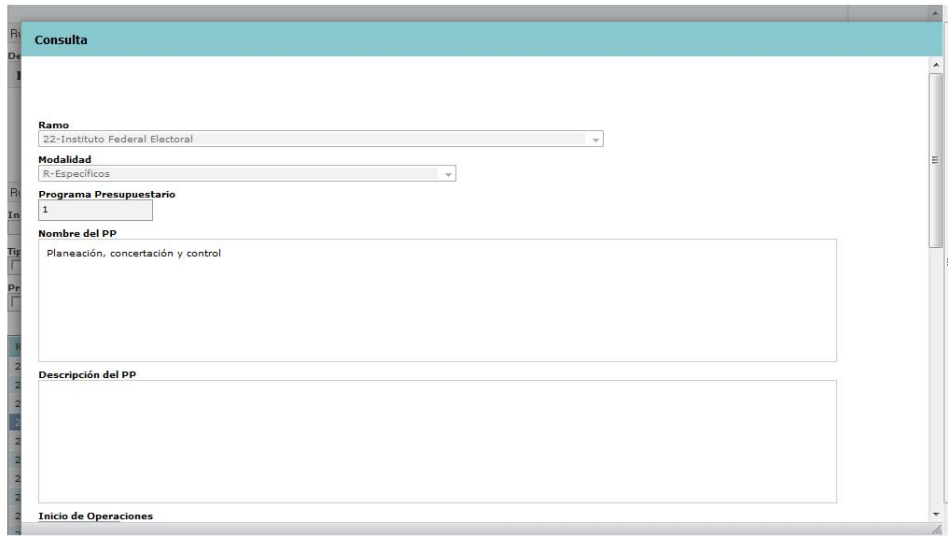 Consulta
Ramo
22-Instituto Federal Electoral
Modalidad
R-Específicos
Programa Presupuestario
1
Nombre del PP
Planeación, concertación y control
Descripción del PP
Inicio de Operaciones